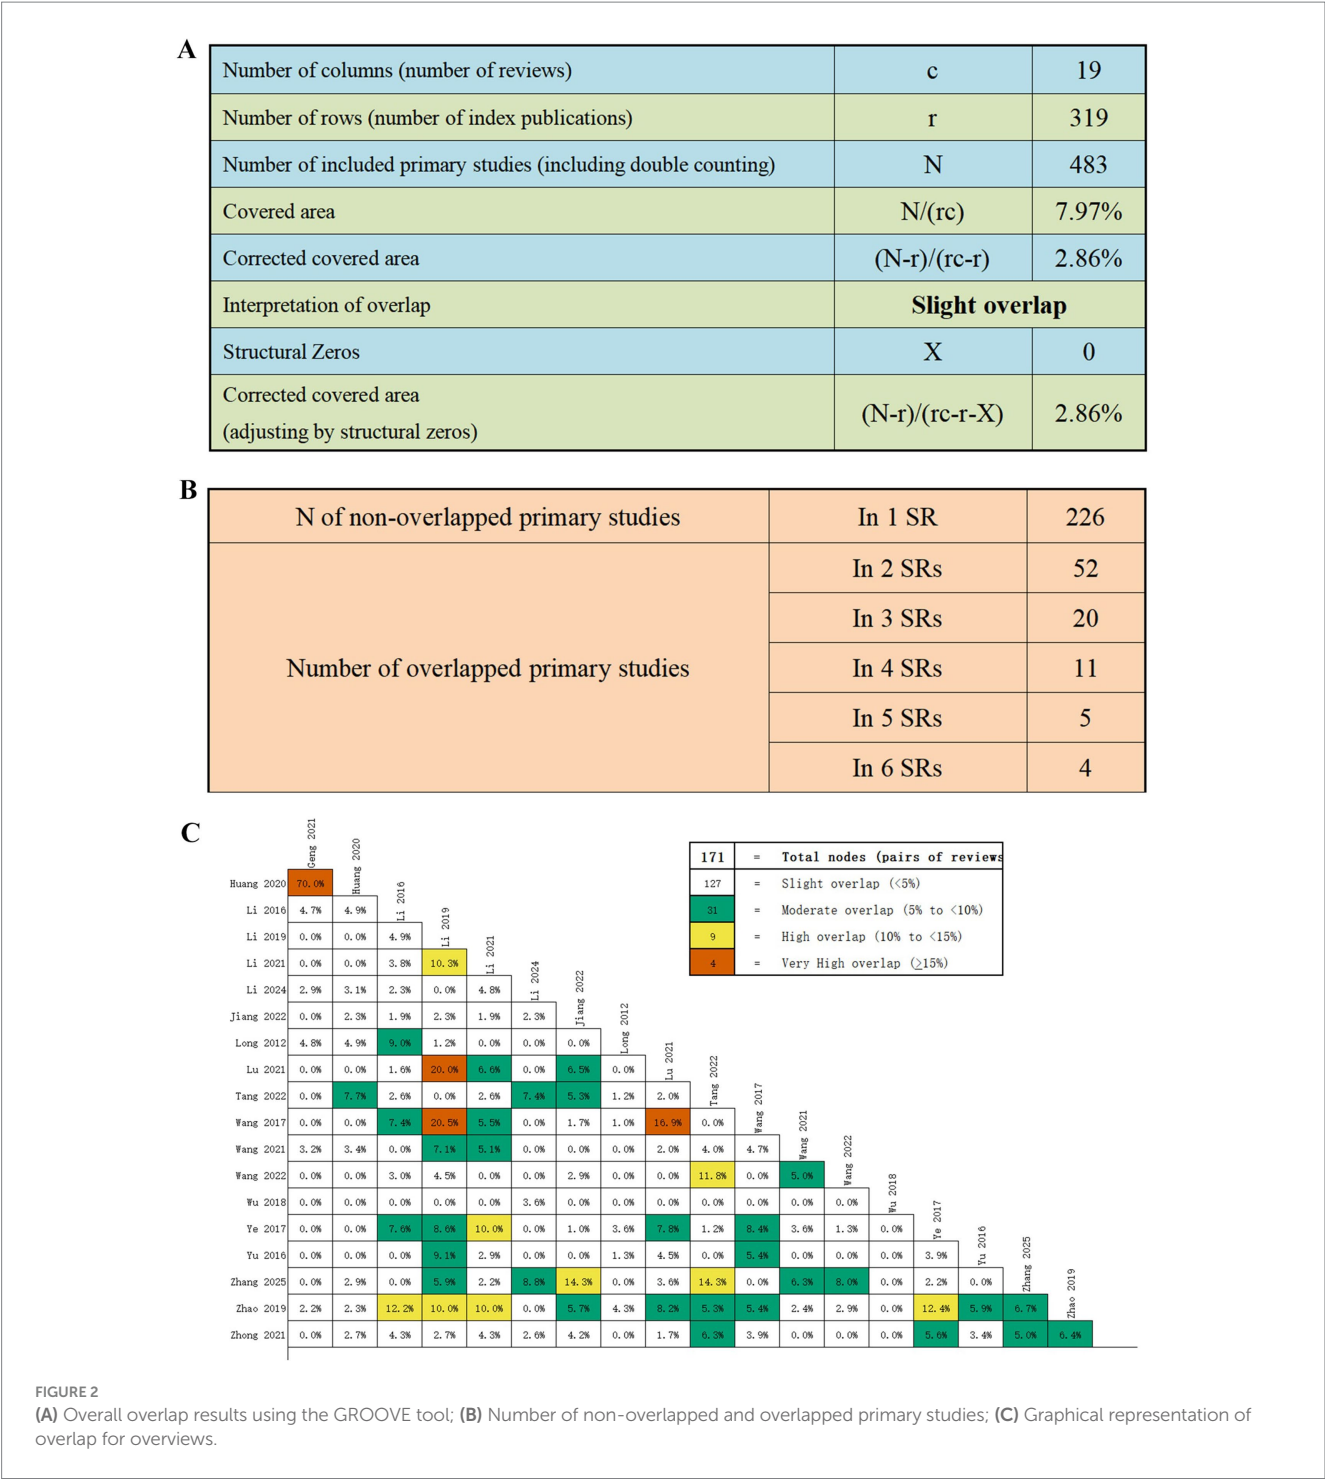 A
Number of columns (number of reviews) c 19
Number of rows (number of index publications) r 319
Number of included primary studies (including double counting) N 483
Covered area N/(rc) 7.97%
Corrected covered area (N-r)/(rc-r) 2.86%
Interpretation of overlap Slight overlap
Structural Zeros X 0
Corrected covered area
(adjusting by structural zeros) (N-r)/(rc-r-X) 2.86%
B
N of non-overlapped primary studies In 1 SR 226
Number of overlapped primary studies
In 2 SRs 52
In 3 SRs 20
In 4 SRs 11
In 5 SRs 5
In 6 SRs 4
C
171 = Total nodes (pairs of reviews
127 = Slight overlap (<5%)
31 = Moderate overlap (5% to <10%)
9 = High overlap (10% to <15%)
4 = Very High overlap (≥15%)
Geng 2021
Huang 2020
Li 2016
Li 2019
Li 2021
Li 2024
Jiang 2022
Long 2012
Lu 2021
Tang 2022
Wang 2017
Wang 2021
Wang 2022
Wu 2018
Ye 2017
Yu 2016
Zhang 2025
Zhao 2019
Huang 2020 70.0%
Li 2016 4.7% 4.9%
Li 2019 0.0% 0.0% 4.9%
Li 2021 0.0% 0.0% 3.8% 10.3%
Li 2024 2.9% 3.1% 2.3% 0.0% 4.8%
Jiang 2022 0.0% 2.3% 1.9% 2.3% 1.9% 2.3%
Long 2012 4.8% 4.9% 9.0% 1.2% 0.0% 0.0% 0.0%
Lu 2021 0.0% 0.0% 1.6% 20.0% 6.6% 0.0% 6.5% 0.0%
Tang 2022 0.0% 7.7% 2.6% 0.0% 2.6% 7.4% 5.3% 1.2% 2.0%
Wang 2017 0.0% 0.0% 7.4% 20.5% 5.5% 0.0% 1.7% 1.0% 16.9% 0.0%
Wang 2021 3.2% 3.4% 0.0% 7.1% 5.1% 0.0% 0.0% 0.0% 2.0% 4.0% 4.7%
Wang 2022 0.0% 0.0% 3.0% 4.5% 0.0% 0.0% 2.9% 0.0% 0.0% 11.8% 0.0% 5.0%
Wu 2018 0.0% 0.0% 0.0% 0.0% 0.0% 3.6% 0.0% 0.0% 0.0% 0.0% 0.0% 0.0% 0.0%
Ye 2017 0.0% 0.0% 7.6% 8.6% 10.0% 0.0% 1.0% 3.6% 7.8% 1.2% 8.4% 3.6% 1.3% 0.0%
Yu 2016 0.0% 0.0% 0.0% 9.1% 2.9% 0.0% 0.0% 1.3% 4.5% 0.0% 5.4% 0.0% 0.0% 0.0% 3.9%
Zhang 2025 0.0% 2.9% 0.0% 5.9% 2.2% 8.8% 14.3% 0.0% 3.6% 14.3% 0.0% 6.3% 8.0% 0.0% 2.2% 0.0%
Zhao 2019 2.2% 2.3% 12.2% 10.0% 10.0% 0.0% 5.7% 4.3% 8.2% 5.3% 5.4% 2.4% 2.9% 0.0% 12.4% 5.9% 6.7%
Zhong 2021 0.0% 2.7% 4.3% 2.7% 4.3% 2.6% 4.2% 0.0% 1.7% 6.3% 3.9% 0.0% 0.0% 0.0% 5.6% 3.4% 5.0% 6.4%
FIGURE 2
(A) Overall overlap results using the GROOVE tool; (B) Number of non-overlapped and overlapped primary studies; (C) Graphical representation of
overlap for overviews.